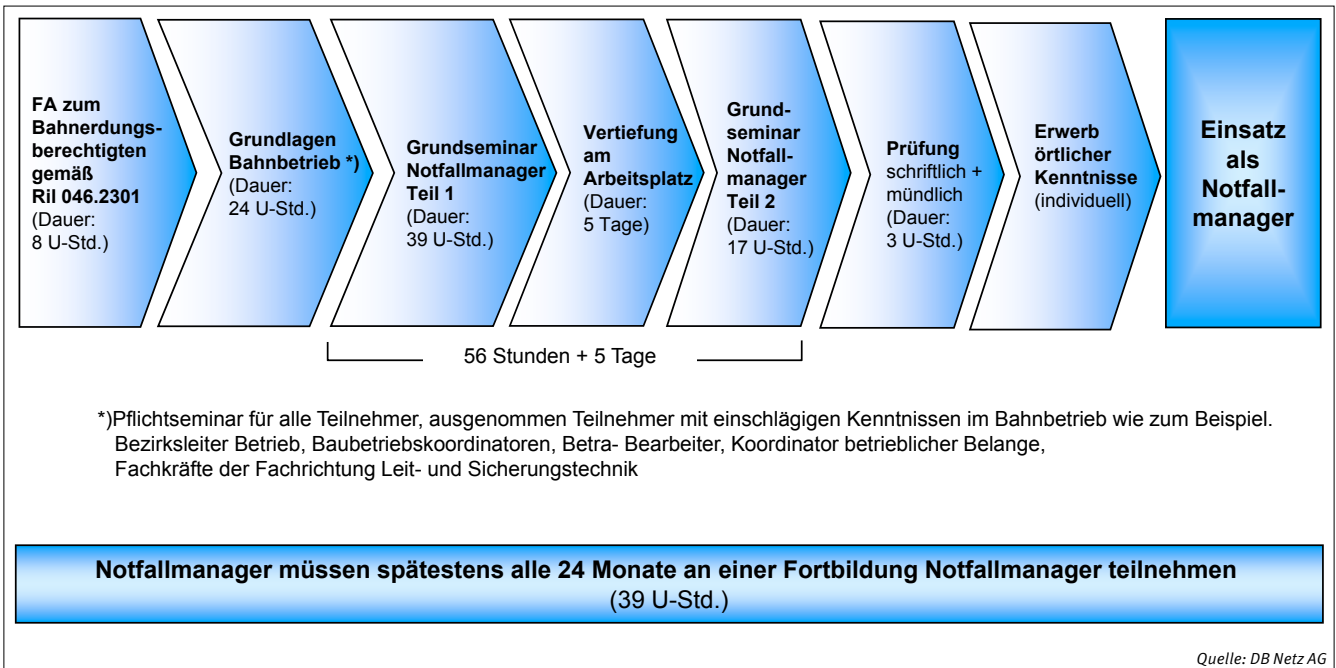 FA zum
Bahnerdungs-
berechtigten
gemäß
Ril 046.2301
(Dauer:
8 U-Std.)
Grundlagen
Bahnbetrieb *)
(Dauer:
24 U-Std.)
Grundseminar
Notfallmanager
Teil 1
(Dauer:
39 U-Std.)
Vertiefung
am
Arbeitsplatz
(Dauer:
5 Tage)
Grund-
seminar
Notfall-
manager
Teil 2
(Dauer:
17 U-Std.)
Prüfung
schriftlich +
mündlich
(Dauer:
3 U-Std.)
Erwerb
örtlicher
Kenntnisse
(individuell)
Einsatz
als
Notfall-
manager
56 Stunden + 5 Tage
*)Pflichtseminar für alle Teilnehmer, ausgenommen Teilnehmer mit einschlägigen Kenntnissen im Bahnbetrieb wie zum Beispiel.
Bezirksleiter Betrieb, Baubetriebskoordinatoren, Betra- Bearbeiter, Koordinator betrieblicher Belange,
Fachkräfte der Fachrichtung Leit- und Sicherungstechnik
Notfallmanager müssen spätestens alle 24 Monate an einer Fortbildung Notfallmanager teilnehmen
(39 U-Std.)
Quelle: DB Netz AG